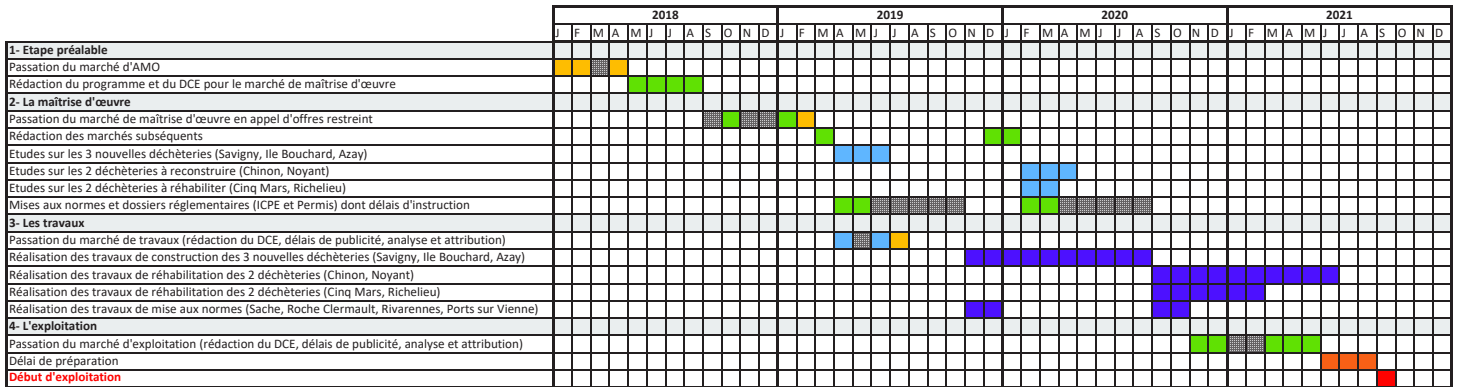 2018 2019 2020 2021
J F M A M J J A S O N D J F M A M J J A S O N D J F M A M J J A S O N D J F M A M J J A S O N D
1- Etape préalable
Passation du marché d'AMO
Rédaction du programme et du DCE pour le marché de maîtrise d'œuvre
2- La maîtrise d'œuvre
Passation du marché de maîtrise d'œuvre en appel d'offres restreint
Rédaction des marchés subséquents
Etudes sur les 3 nouvelles déchèteries (Savigny, Ile Bouchard, Azay)
Etudes sur les 2 déchèteries à reconstruire (Chinon, Noyant)
Etudes sur les 2 déchèteries à réhabiliter (Cinq Mars, Richelieu)
Mises aux normes et dossiers réglementaires (ICPE et Permis) dont délais d'instruction
3- Les travaux
Passation du marché de travaux (rédaction du DCE, délais de publicité, analyse et attribution)
Réalisation des travaux de construction des 3 nouvelles déchèteries (Savigny, Ile Bouchard, Azay)
Réalisation des travaux de réhabilitation des 2 déchèteries (Chinon, Noyant)
Réalisation des travaux de réhabilitation des 2 déchèteries (Cinq Mars, Richelieu)
Réalisation des travaux de mise aux normes (Sache, Roche Clermault, Rivarennes, Ports sur Vienne)
4- L'exploitation
Passation du marché d'exploitation (rédaction du DCE, délais de publicité, analyse et attribution)
Délai de préparation
Début d'exploitation